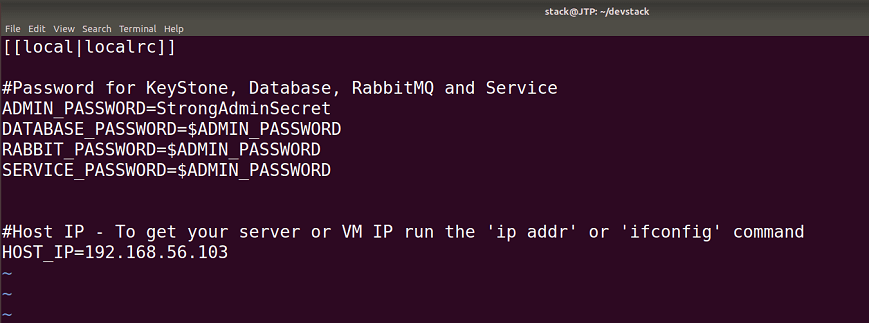 stack@JTP: ~/devstack
File Edit View Search Terminal Help
[[local|localrc]]
#Password for KeyStone, Database, RabbitMQ and Service
ADMIN_PASSWORD=StrongAdminSecret
DATABASE_PASSWORD=$ADMIN_PASSWORD
RABBIT_PASSWORD=$ADMIN_PASSWORD
SERVICE_PASSWORD=$ADMIN_PASSWORD
#Host IP - To get your server or VM IP run the 'ip addr' or 'ifconfig' command
HOST_IP=192.168.56.103
~
~
~